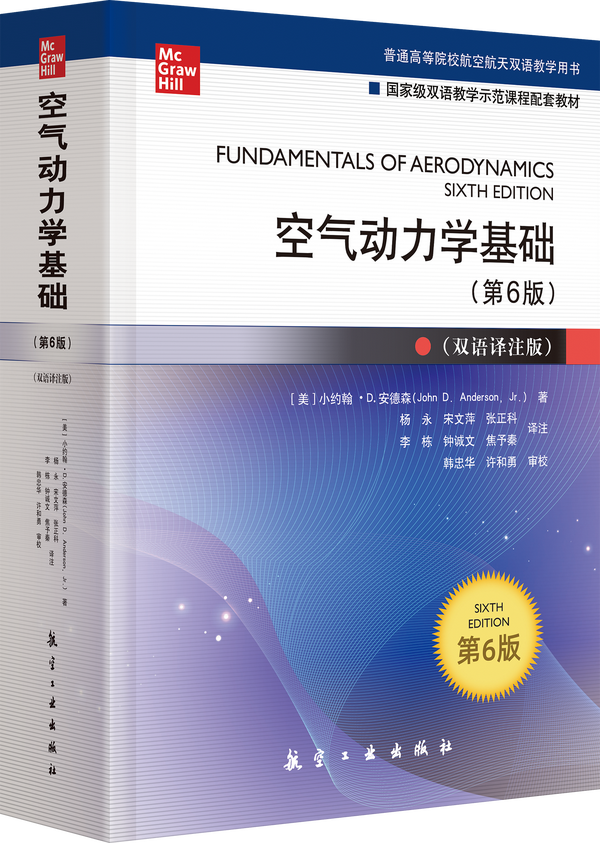 Mc
Graw
Hill
空气动力学基础
(第6版)
(双语译注版)
[美]小约翰·D.安德森(John D. Anderson, Jr.) 著
杨 永 宋文萍 张正科
李 栋 钟诚文 焦予秦 译注
韩忠华 许和勇 审校
航空工业出版社
Mc
Graw
Hill
普通高等院校航空航天双语教学用书
■ 国家级双语教学示范课程配套教材
FUNDAMENTALS OF AERODYNAMICS
SIXTH EDITION
空气动力学基础
(第6版)
●(双语译注版)
[美]小约翰·D.安德森(John D. Anderson, Jr.) 著
杨 永 宋文萍 张正科
李 栋 钟诚文 焦予秦 译注
韩忠华 许和勇 审校
SIXTH
EDITION
第6版
航空工业出版社